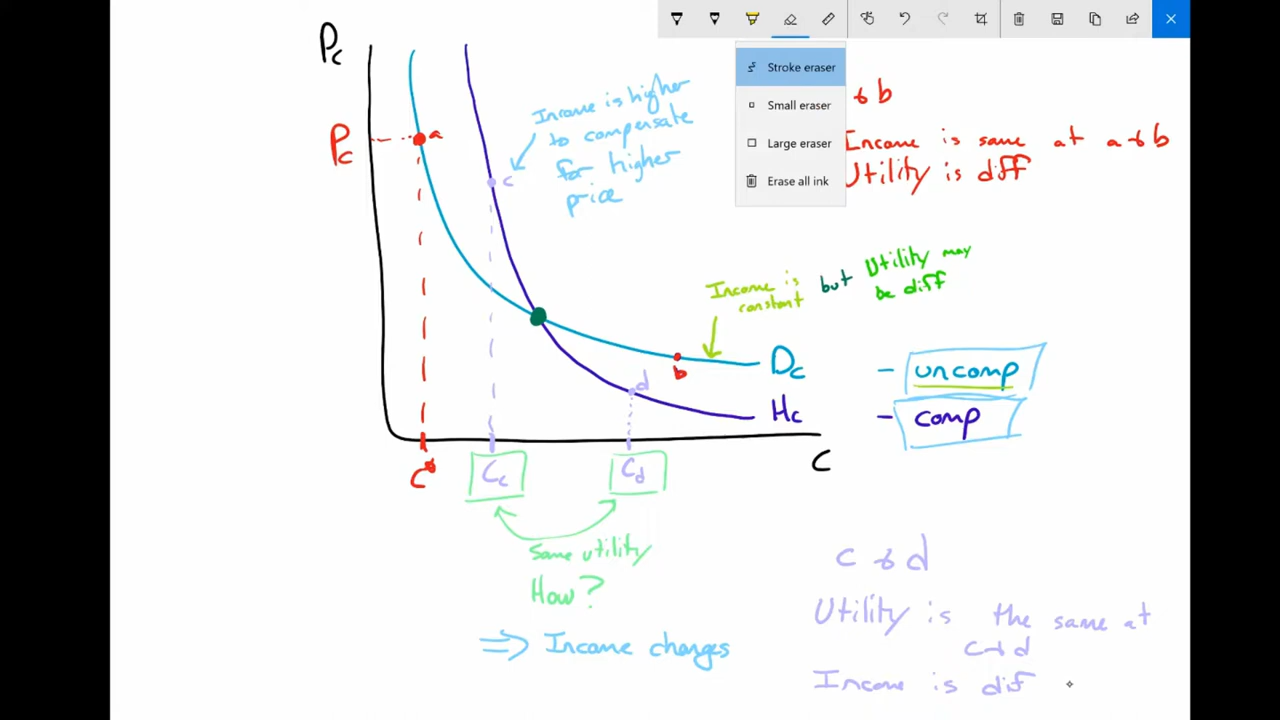 Pc
Stroke eraser
Small eraser
Large eraser
Erase all ink
& b
Income is same at a & b
Utility is diff
Income is higher
to compensate
for higher
price
Pc
a
c
Income is
constant
but
Utility may
be diff
b
d
Dc
- uncomp
Hc
- comp
C
Cc
Cd
Same utility
How?
⇒ Income changes
c & d
Utility is the same at
c & d
Income is dif